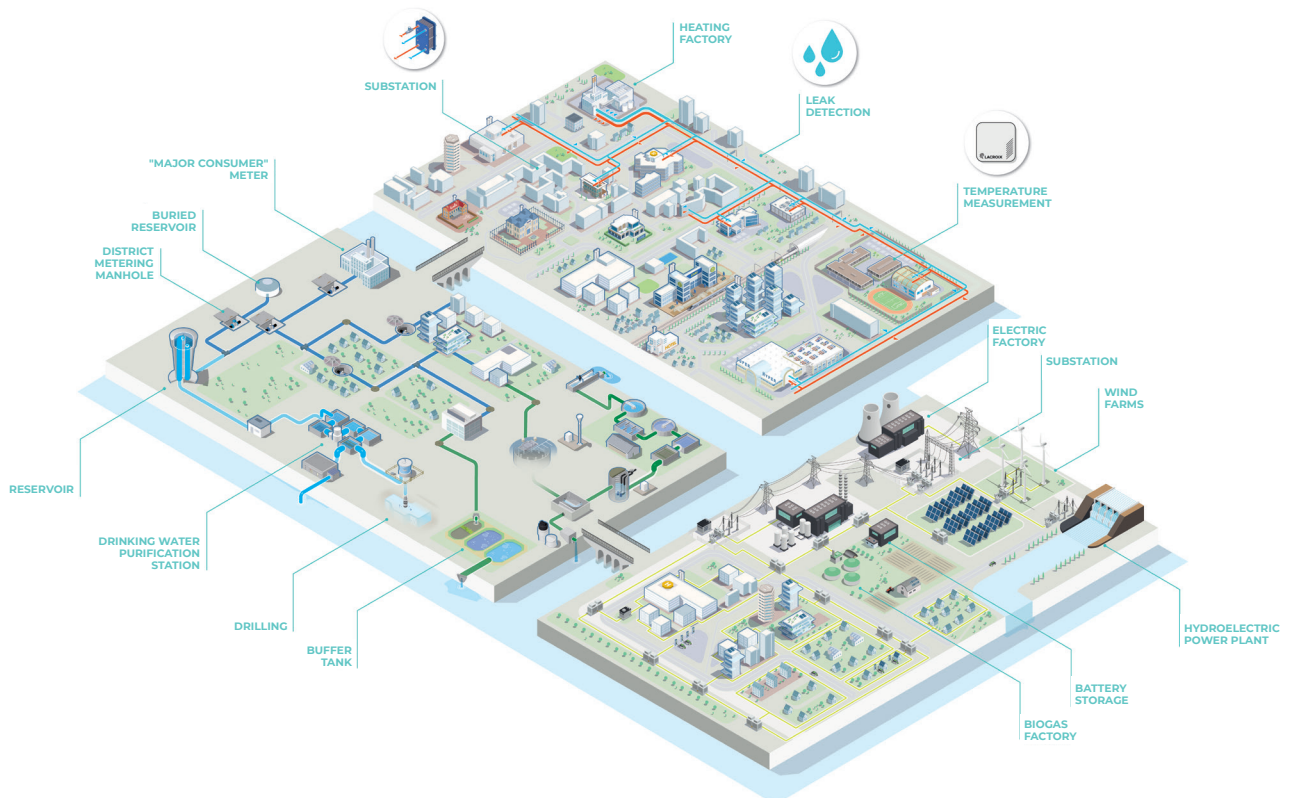 HEATING
FACTORY
SUBSTATION
LEAK
DETECTION
LACROIX
TEMPERATURE
MEASUREMENT
"MAJOR CONSUMER"
METER
BURIED
RESERVOIR
DISTRICT
METERING
MANHOLE
ELECTRIC
FACTORY
SUBSTATION
WIND
FARMS
RESERVOIR
DRINKING WATER
PURIFICATION
STATION
DRILLING
BUFFER
TANK
HYDROELECTRIC
POWER PLANT
BATTERY
STORAGE
BIOGAS
FACTORY